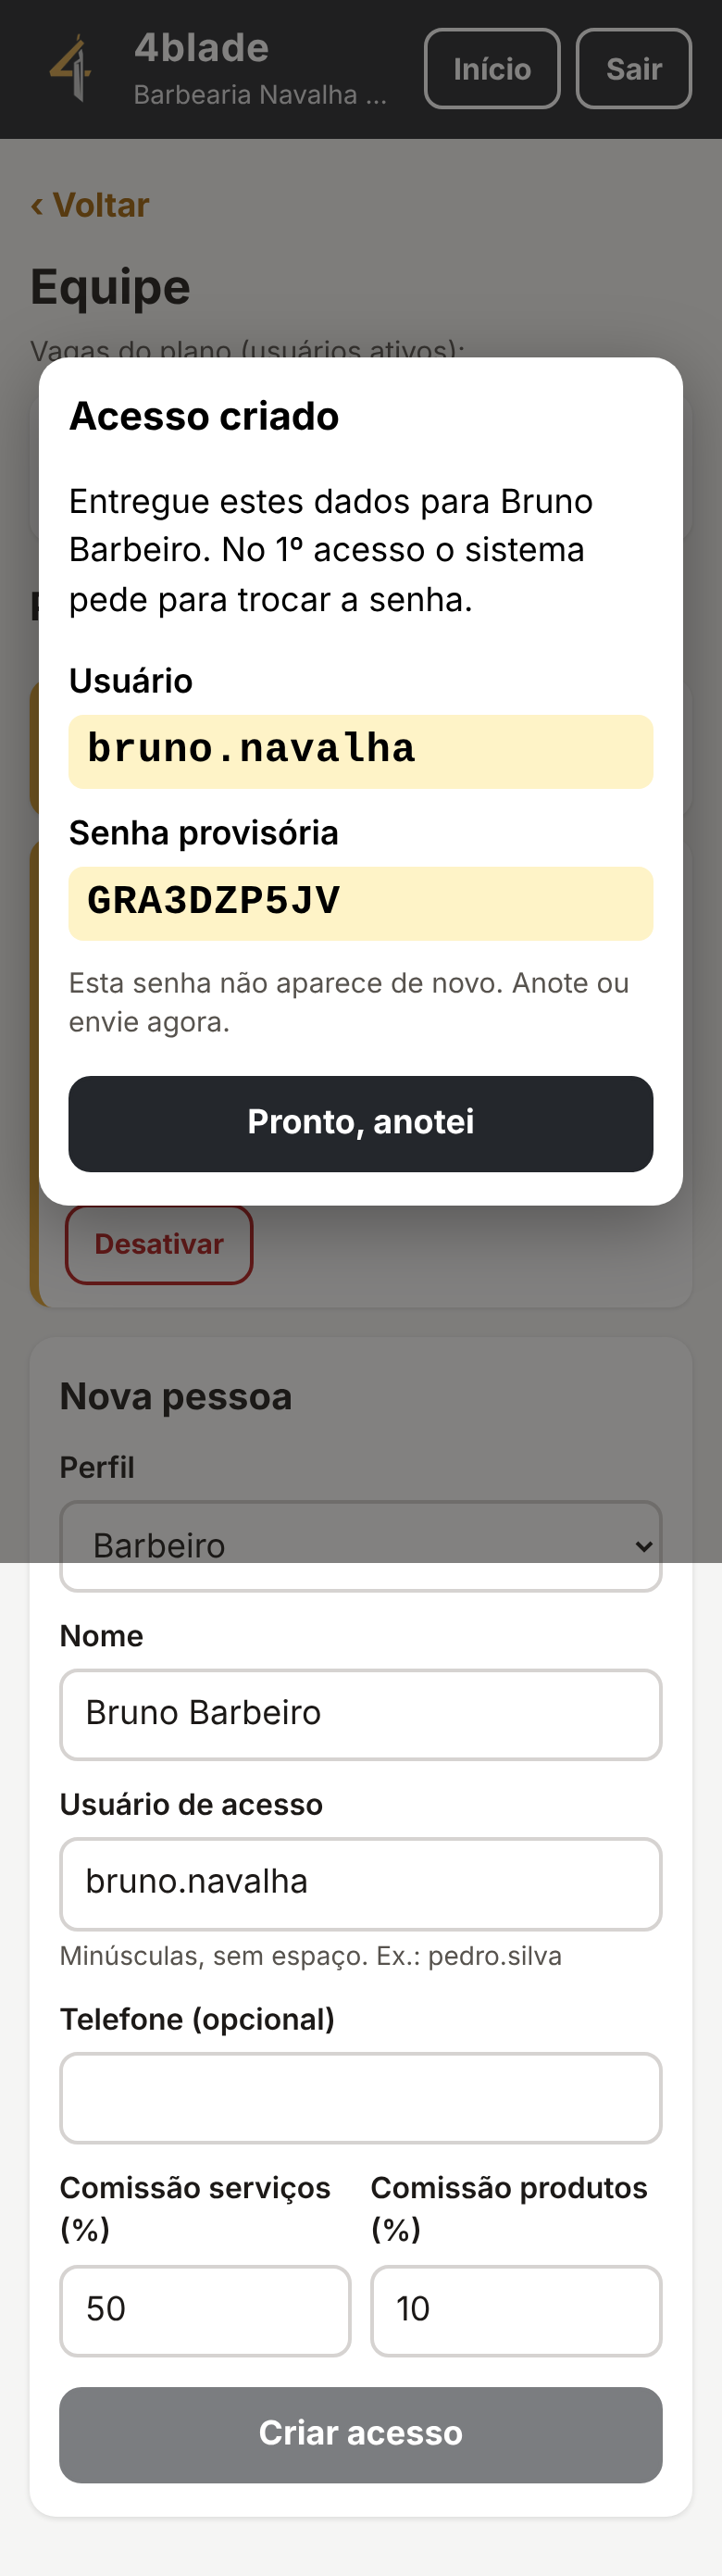 4blade
Barbearia Navalha ...
Início
Sair
‹ Voltar
Equipe
Vagas do plano (usuários ativos):
Acesso criado
Entregue estes dados para Bruno
Barbeiro. No 1º acesso o sistema
pede para trocar a senha.
Usuário
bruno.navalha
Senha provisória
GRA3DZP5JV
Esta senha não aparece de novo. Anote ou
envie agora.
Pronto, anotei
Desativar
Nova pessoa
Perfil
Barbeiro
Nome
Bruno Barbeiro
Usuário de acesso
bruno.navalha
Minúsculas, sem espaço. Ex.: pedro.silva
Telefone (opcional)
Comissão serviços
(%)
Comissão produtos
(%)
50
10
Criar acesso